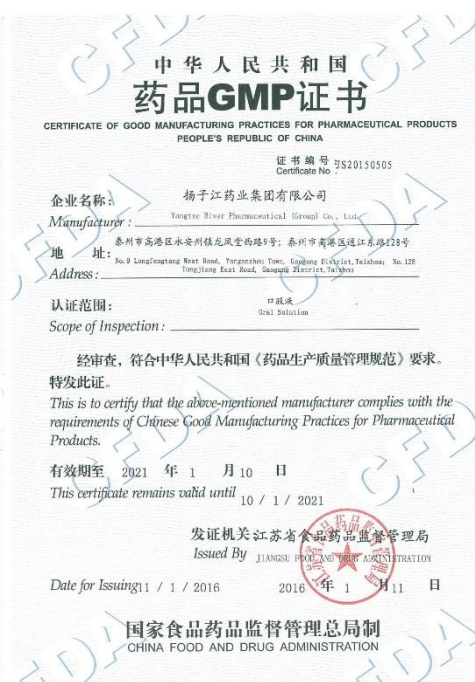 中华人民共和国
药品GMP证书
CERTIFICATE OF GOOD MANUFACTURING PRACTICES FOR PHARMACEUTICAL PRODUCTS
PEOPLE'S REPUBLIC OF CHINA
证书编号
Certificate No : JS20150505
企业名称: 扬子江药业集团有限公司
Manufacturer : Yangtze River Pharmaceutical (Group) Co., Ltd.
地 址: 泰州市高港区永安州镇龙凤堂西路9号; 泰州市高港区通江东路128号
Address : No.9 Longfengtang West Road, Yonganzhou Town, Gaogang District, Taizhou; No.128
Tongjiang East Road, Gaogang District, Taizhou
认证范围: 口服液
Scope of Inspection : Oral Solution
经审查，符合中华人民共和国《药品生产质量管理规范》要求。
特发此证。
This is to certify that the above-mentioned manufacturer complies with the
requirements of Chinese Good Manufacturing Practices for Pharmaceutical
Products.
有效期至 2021 年 1 月 10 日
This certificate remains valid until 10 / 1 / 2021
发证机关: 江苏省食品药品监督管理局
Issued By JIANGSU FOOD AND DRUG ADMINISTRATION
Date for Issuing 11 / 1 / 2016 2016 年 1 月 11 日
国家食品药品监督管理总局制
CHINA FOOD AND DRUG ADMINISTRATION
CFDA